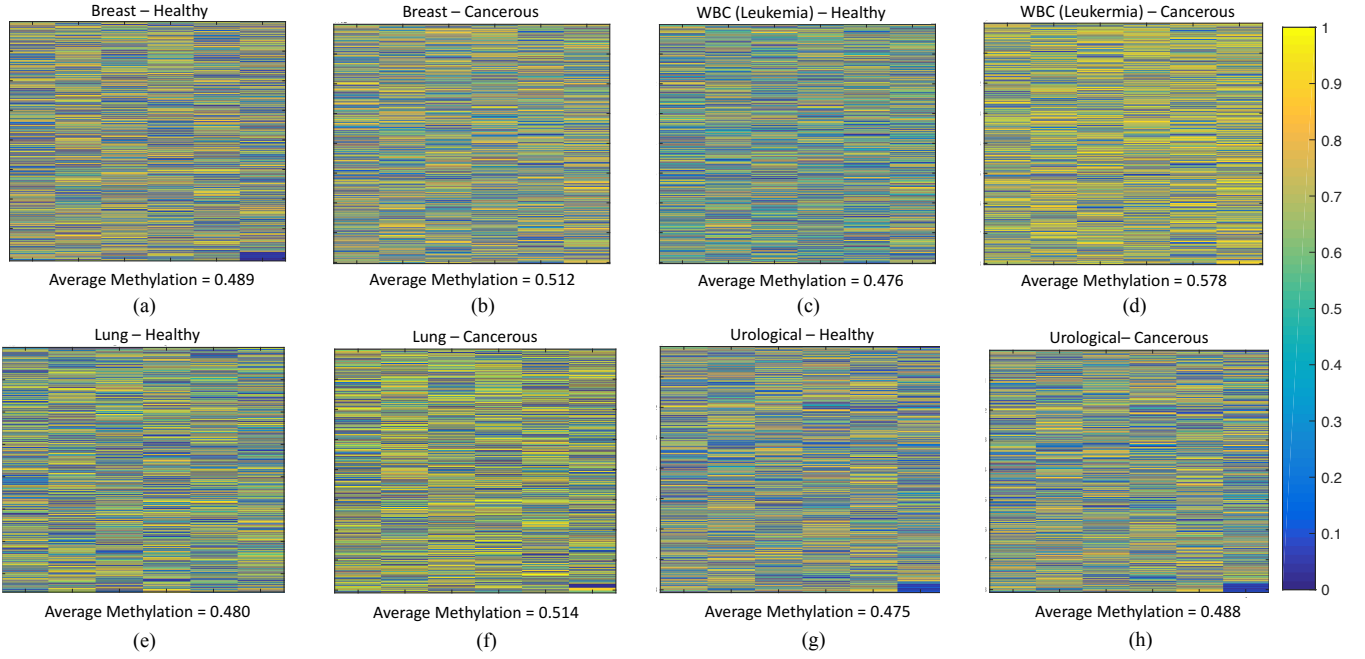 Breast – Healthy
Breast – Cancerous
WBC (Leukemia) – Healthy
WBC (Leukermia) – Cancerous
Average Methylation = 0.489
Average Methylation = 0.512
Average Methylation = 0.476
Average Methylation = 0.578
(a)
(b)
(c)
(d)
Lung – Healthy
Lung – Cancerous
Urological – Healthy
Urological– Cancerous
Average Methylation = 0.480
Average Methylation = 0.514
Average Methylation = 0.475
Average Methylation = 0.488
(e)
(f)
(g)
(h)
1
0.9
0.8
0.7
0.6
0.5
0.4
0.3
0.2
0.1
0